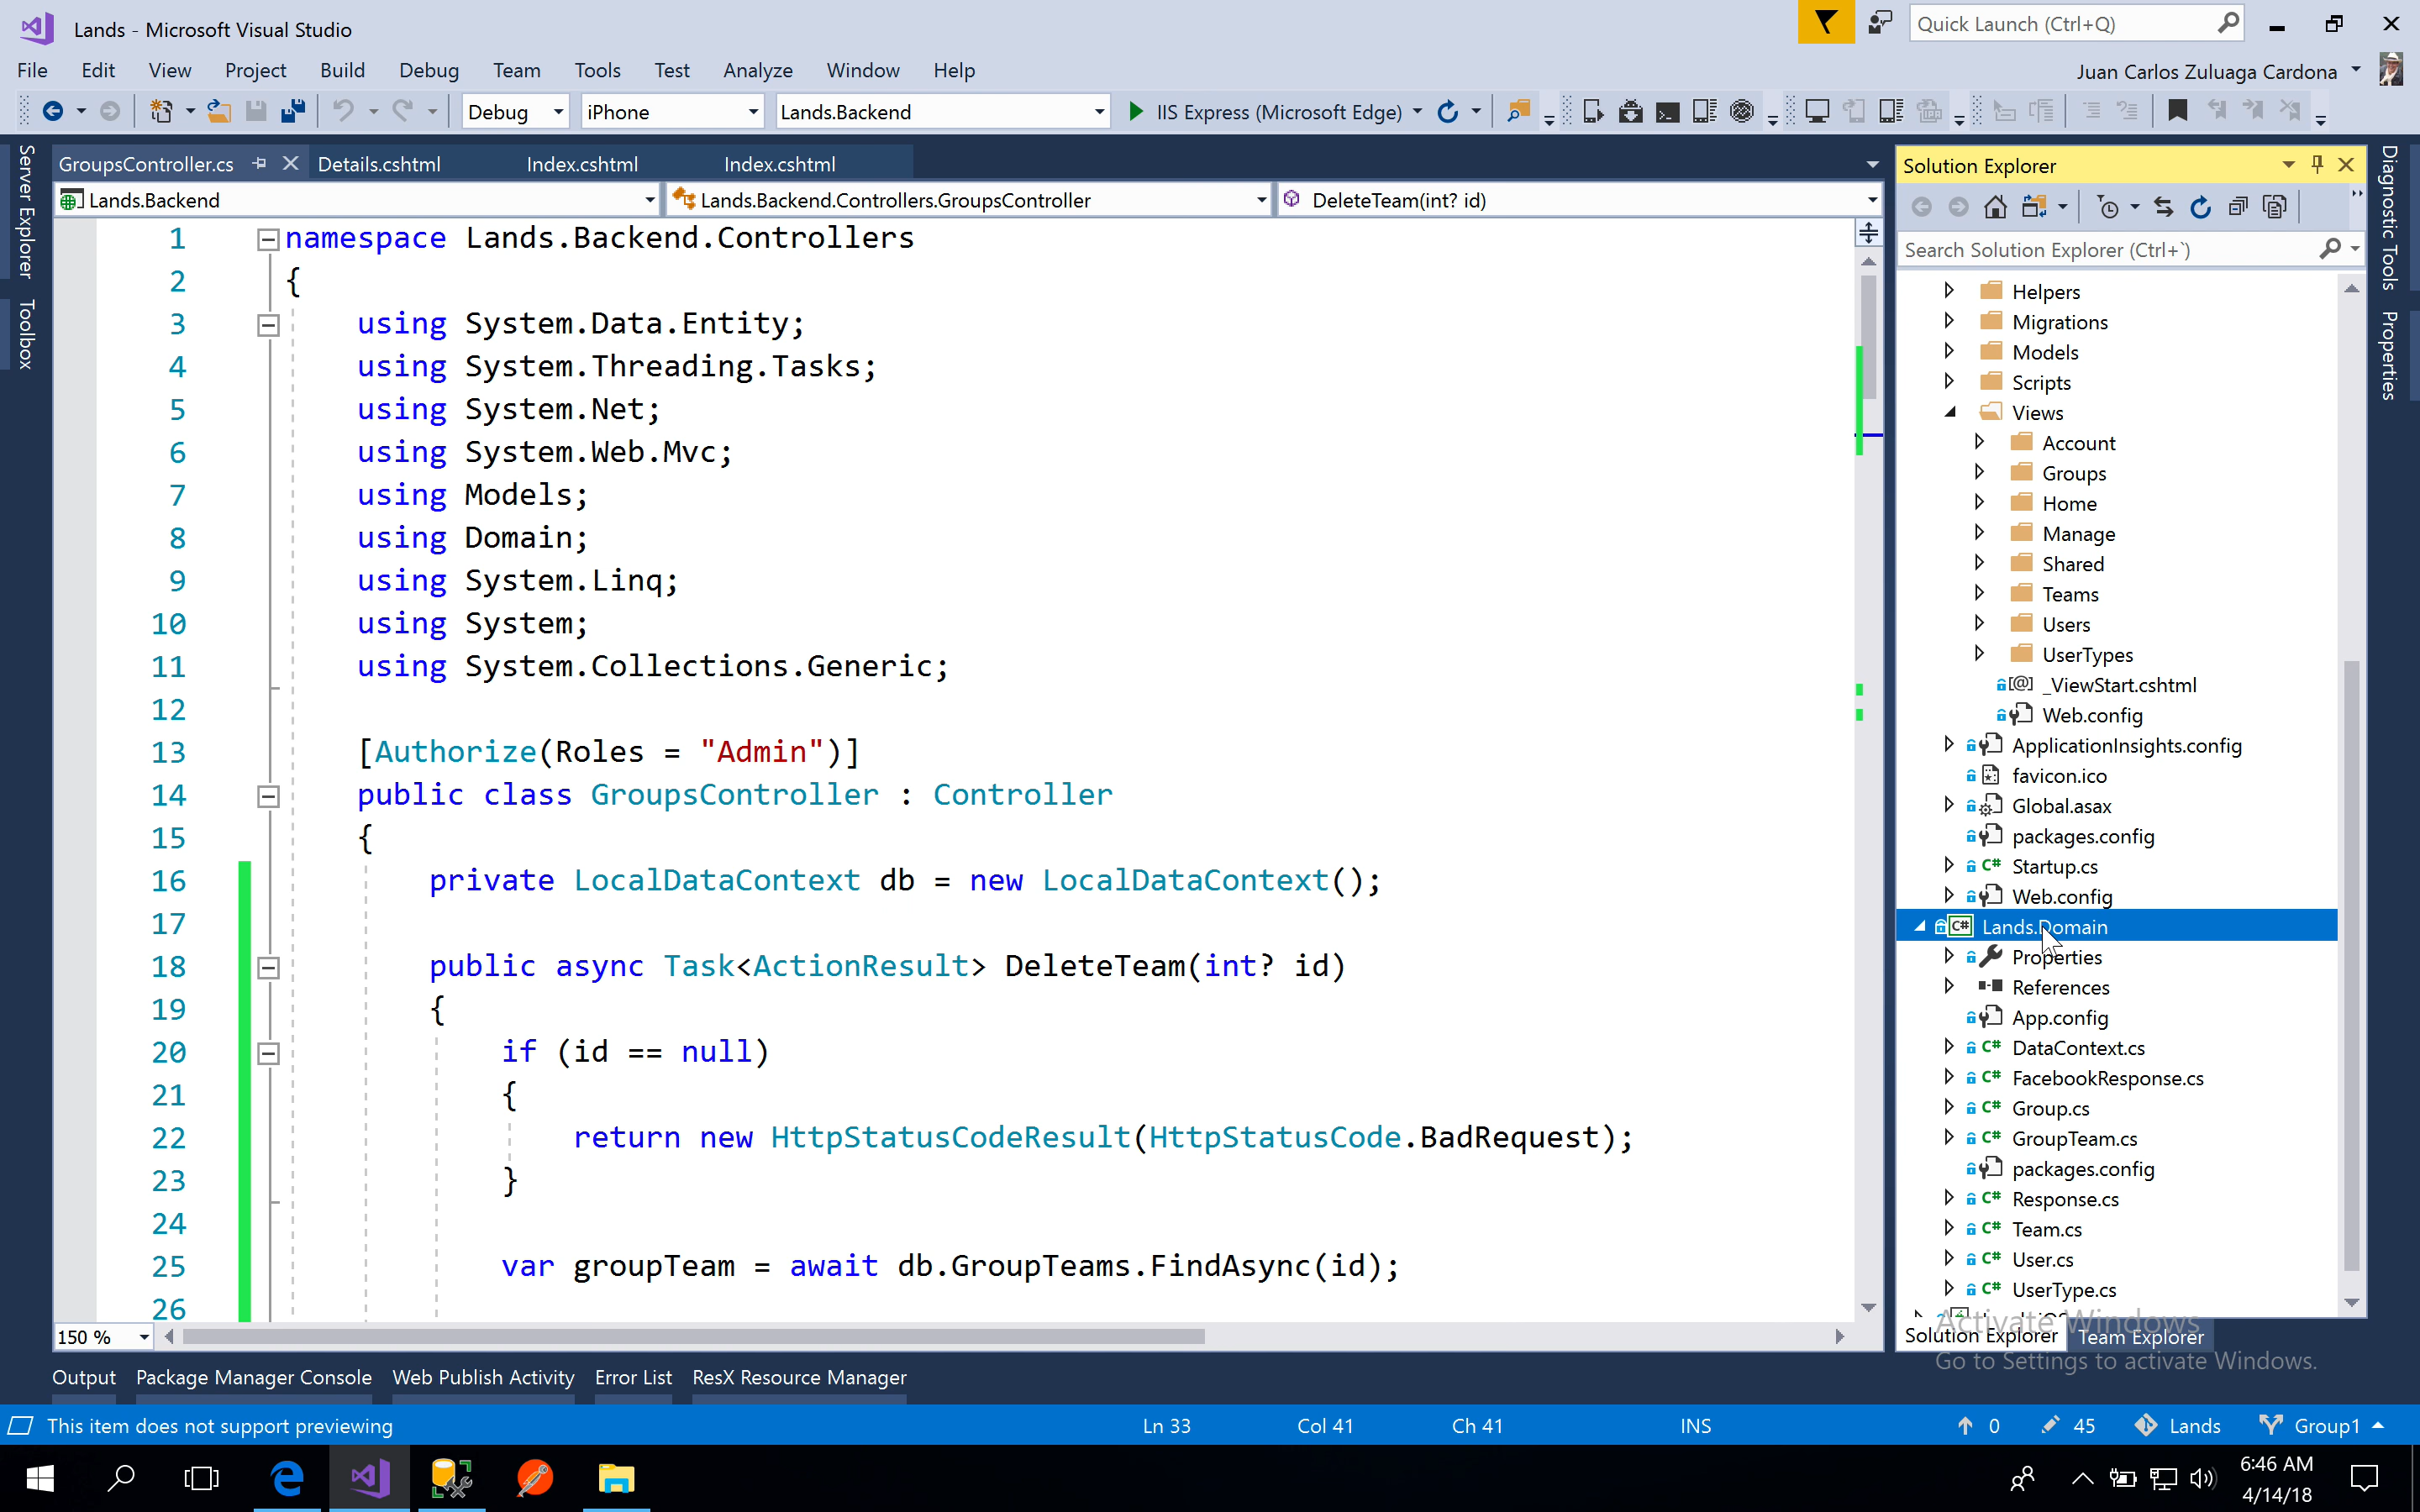 Lands - Microsoft Visual Studio
Quick Launch (Ctrl+Q)
File Edit View Project Build Debug Team Tools Test Analyze Window Help
Juan Carlos Zuluaga Cardona
Debug iPhone Lands.Backend IIS Express (Microsoft Edge)
Server Explorer
Toolbox
GroupsController.cs Details.cshtml Index.cshtml Index.cshtml
Lands.Backend Lands.Backend.Controllers.GroupsController DeleteTeam(int? id)
1 namespace Lands.Backend.Controllers
2 {
3 using System.Data.Entity;
4 using System.Threading.Tasks;
5 using System.Net;
6 using System.Web.Mvc;
7 using Models;
8 using Domain;
9 using System.Linq;
10 using System;
11 using System.Collections.Generic;
12
13 [Authorize(Roles = "Admin")]
14 public class GroupsController : Controller
15 {
16 private LocalDataContext db = new LocalDataContext();
17
18 public async Task<ActionResult> DeleteTeam(int? id)
19 {
20 if (id == null)
21 {
22 return new HttpStatusCodeResult(HttpStatusCode.BadRequest);
23 }
24
25 var groupTeam = await db.GroupTeams.FindAsync(id);
26
150 %
Solution Explorer
Search Solution Explorer (Ctrl+`)
Helpers
Migrations
Models
Scripts
Views
Account
Groups
Home
Manage
Shared
Teams
Users
UserTypes
_ViewStart.cshtml
Web.config
ApplicationInsights.config
favicon.ico
Global.asax
packages.config
Startup.cs
Web.config
Lands.Domain
Properties
References
App.config
DataContext.cs
FacebookResponse.cs
Group.cs
GroupTeam.cs
packages.config
Response.cs
Team.cs
User.cs
UserType.cs
Activate Windows
Solution Explorer Team Explorer
Go to Settings to activate Windows.
Diagnostic Tools
Properties
Output Package Manager Console Web Publish Activity Error List ResX Resource Manager
This item does not support previewing Ln 33 Col 41 Ch 41 INS 0 45 Lands Group1
6:46 AM
4/14/18